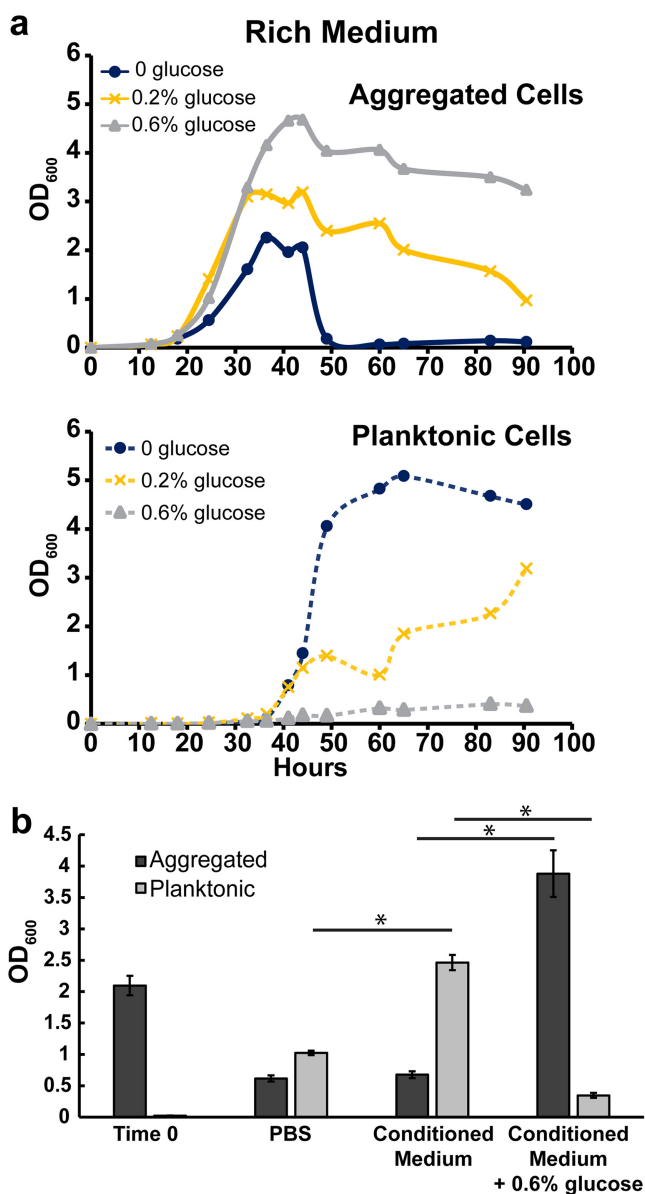 a
Rich Medium
Aggregated Cells
0 glucose
0.2% glucose
0.6% glucose
OD600
6
5
4
3
2
1
0
0 10 20 30 40 50 60 70 80 90 100
Planktonic Cells
0 glucose
0.2% glucose
0.6% glucose
OD600
6
5
4
3
2
1
0
0 10 20 30 40 50 60 70 80 90 100
Hours
b
Aggregated
Planktonic
* 
*
*
OD600
4.5
4
3.5
3
2.5
2
1.5
1
0.5
0
Time 0
PBS
Conditioned
Medium
Conditioned
Medium
+ 0.6% glucose